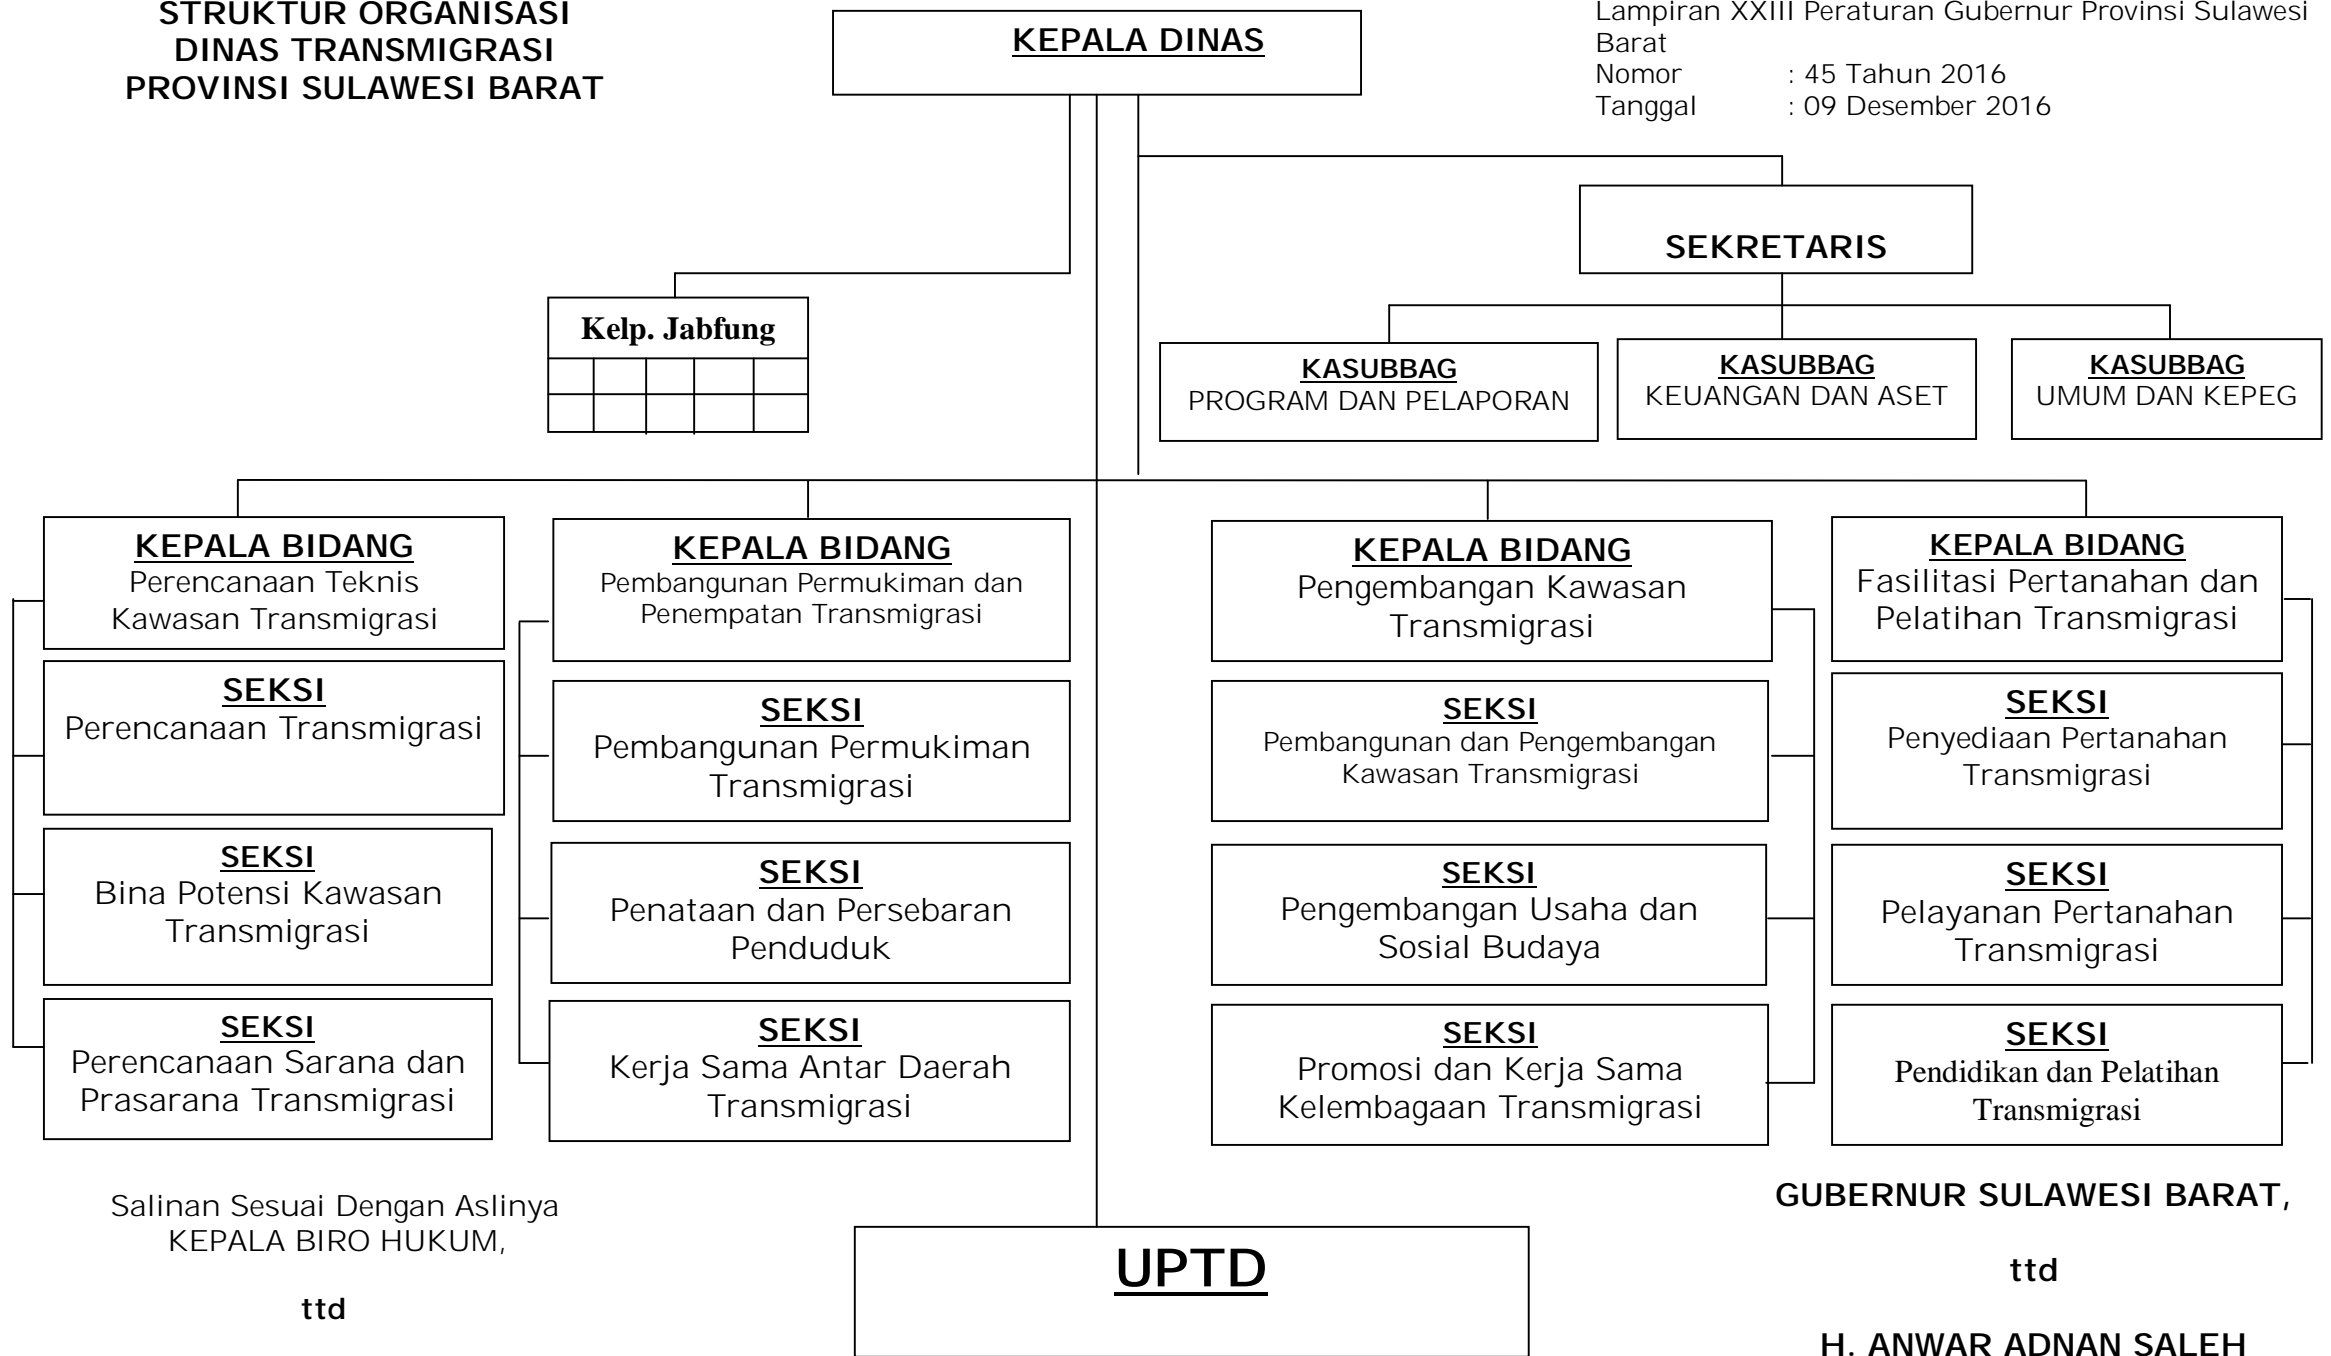 STRUKTUR ORGANISASI
DINAS TRANSMIGRASI
PROVINSI SULAWESI BARAT
KEPALA DINAS
Lampiran XXIII Peraturan Gubernur Provinsi Sulawesi
Barat
Nomor : 45 Tahun 2016
Tanggal : 09 Desember 2016
SEKRETARIS
Kelp. Jabfung
KASUBBAG
PROGRAM DAN PELAPORAN
KASUBBAG
KEUANGAN DAN ASET
KASUBBAG
UMUM DAN KEPEG
KEPALA BIDANG
Perencanaan Teknis
Kawasan Transmigrasi
SEKSI
Perencanaan Transmigrasi
SEKSI
Bina Potensi Kawasan
Transmigrasi
SEKSI
Perencanaan Sarana dan
Prasarana Transmigrasi
KEPALA BIDANG
Pembangunan Permukiman dan
Penempatan Transmigrasi
SEKSI
Pembangunan Permukiman
Transmigrasi
SEKSI
Penataan dan Persebaran
Penduduk
SEKSI
Kerja Sama Antar Daerah
Transmigrasi
KEPALA BIDANG
Pengembangan Kawasan
Transmigrasi
SEKSI
Pembangunan dan Pengembangan
Kawasan Transmigrasi
SEKSI
Pengembangan Usaha dan
Sosial Budaya
SEKSI
Promosi dan Kerja Sama
Kelembagaan Transmigrasi
KEPALA BIDANG
Fasilitasi Pertanahan dan
Pelatihan Transmigrasi
SEKSI
Penyediaan Pertanahan
Transmigrasi
SEKSI
Pelayanan Pertanahan
Transmigrasi
SEKSI
Pendidikan dan Pelatihan
Transmigrasi
Salinan Sesuai Dengan Aslinya
KEPALA BIRO HUKUM,
ttd
UPTD
GUBERNUR SULAWESI BARAT,
ttd
H. ANWAR ADNAN SALEH